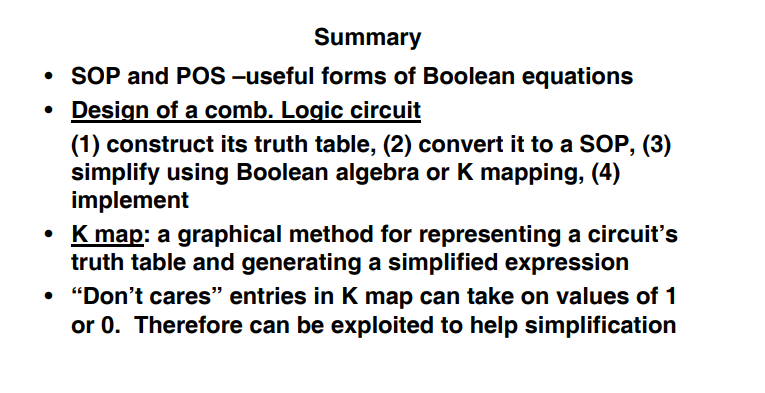 Summary
• SOP and POS –useful forms of Boolean equations
• Design of a comb. Logic circuit
(1) construct its truth table, (2) convert it to a SOP, (3)
simplify using Boolean algebra or K mapping, (4)
implement
• K map: a graphical method for representing a circuit’s
truth table and generating a simplified expression
• “Don’t cares” entries in K map can take on values of 1
or 0.  Therefore can be exploited to help simplification